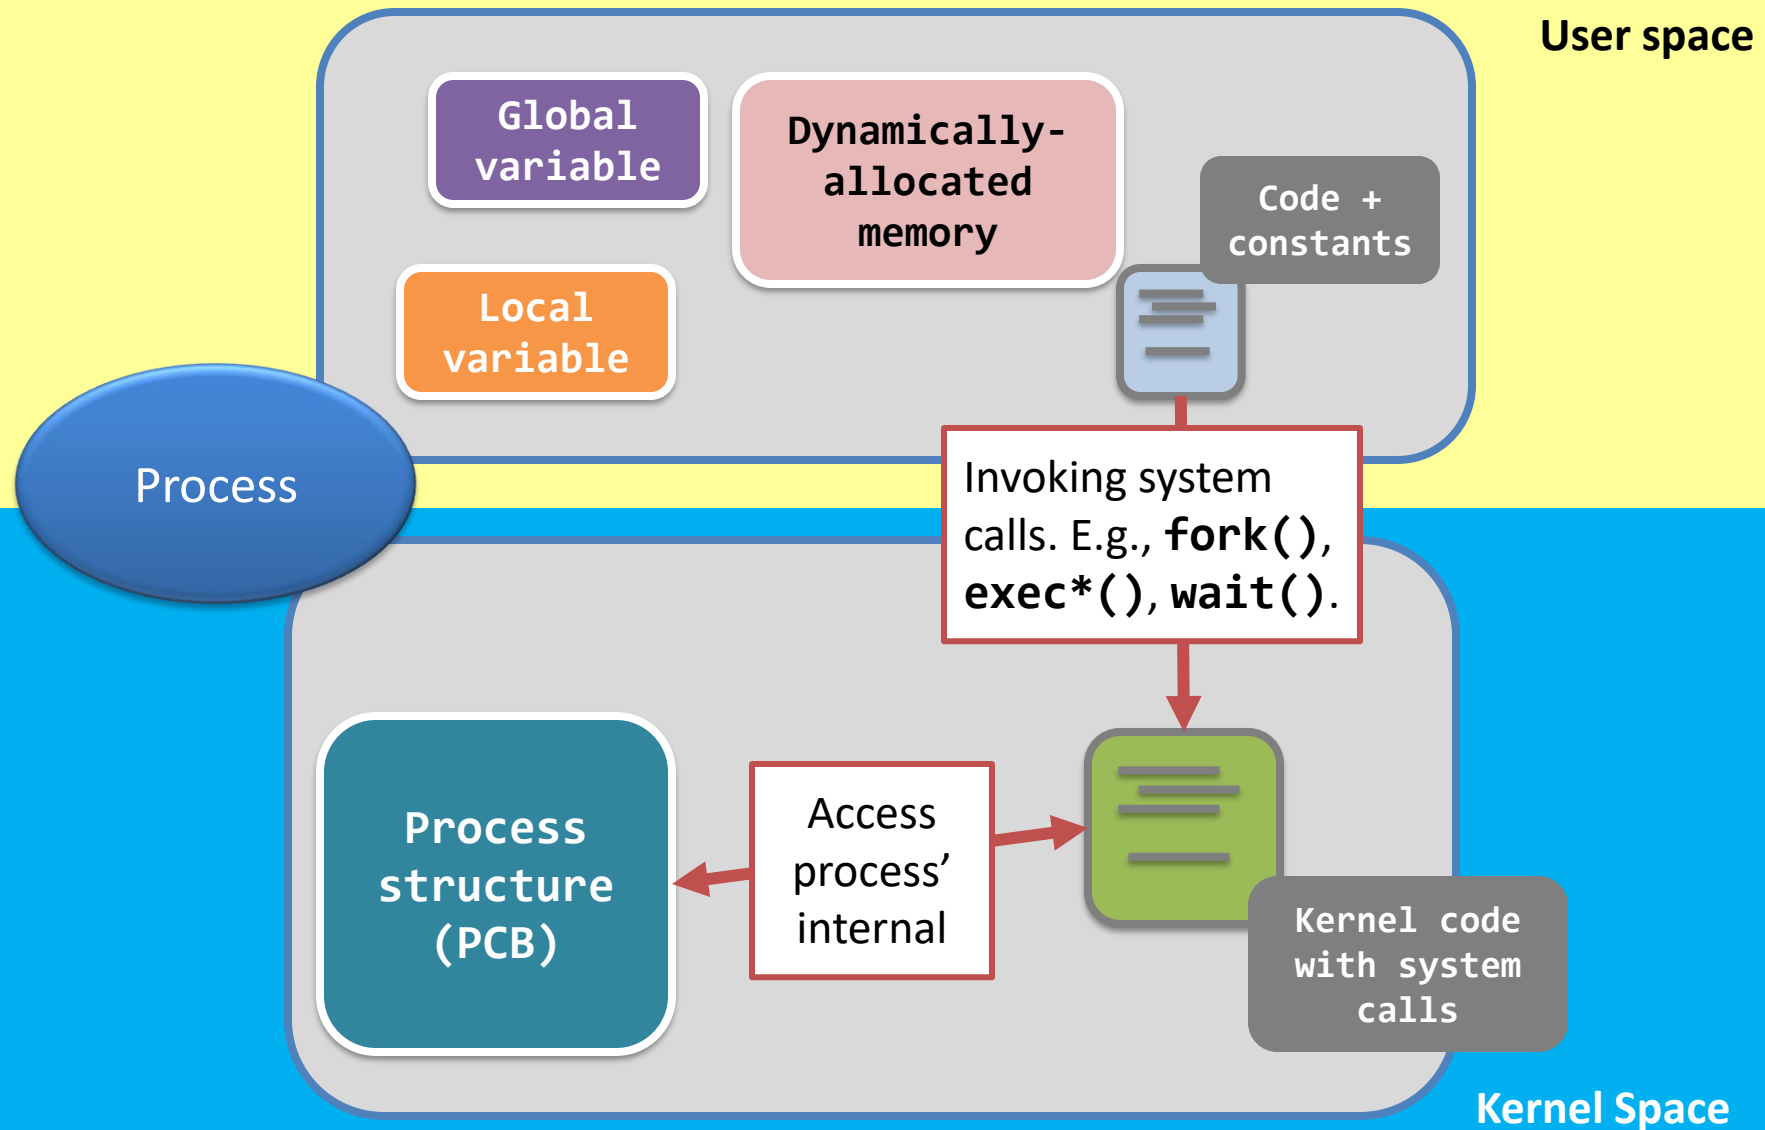 User space
Global
variable
Dynamically-
allocated
memory
Code +
constants
Local
variable
Process
Invoking system
calls. E.g., fork(),
exec*(), wait().
Process
structure
(PCB)
Access
process’
internal
Kernel code
with system
calls
Kernel Space